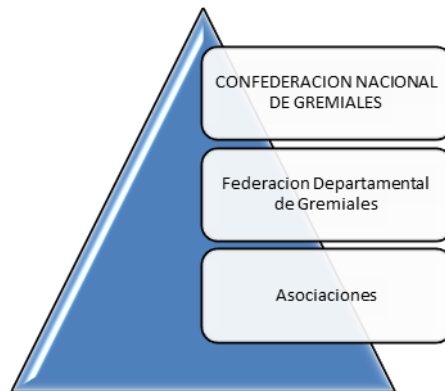 CONFEDERACION NACIONAL
DE GREMIALES
Federacion Departamental
de Gremiales
Asociaciones